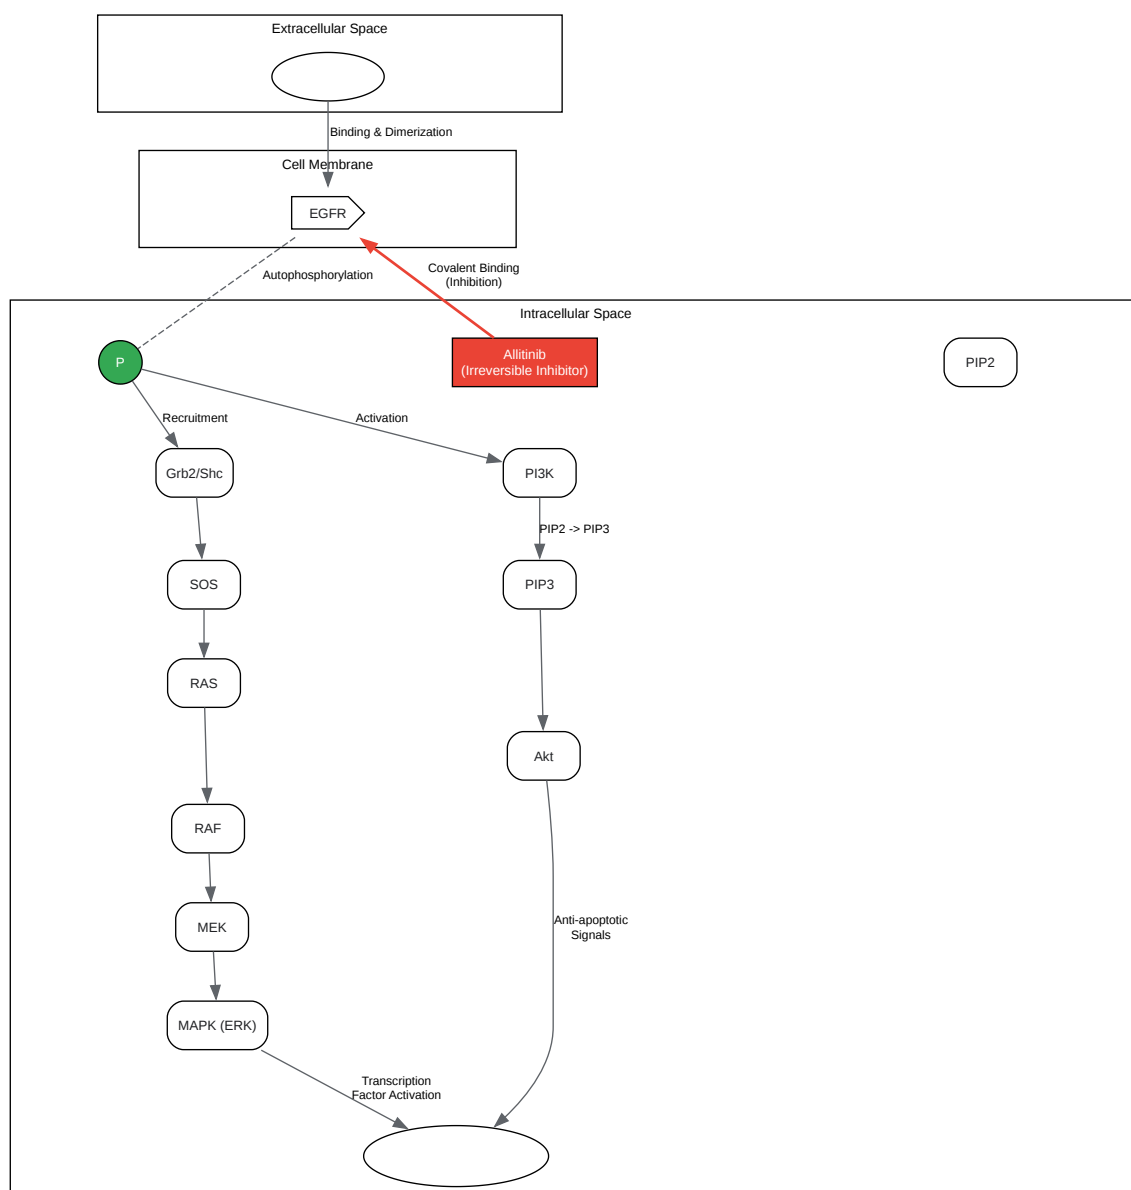 Extracellular Space
Binding & Dimerization
Cell Membrane
EGFR
Autophosphorylation
Covalent Binding
(Inhibition)
Intracellular Space
P
Allitinib
(Irreversible Inhibitor)
PIP2
Recruitment
Activation
Grb2/Shc
PI3K
PIP2 -> PIP3
SOS
PIP3
RAS
Akt
RAF
Anti-apoptotic
Signals
MEK
MAPK (ERK)
Transcription
Factor Activation